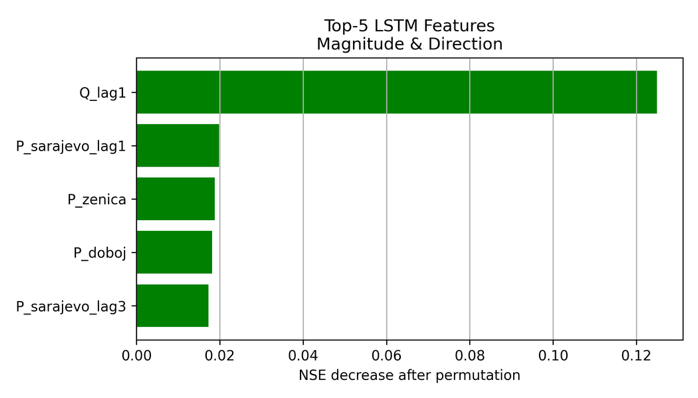 Top-5 LSTM Features
Magnitude & Direction
Q_lag1
P_sarajevo_lag1
P_zenica
P_doboj
P_sarajevo_lag3
0.00 0.02 0.04 0.06 0.08 0.10 0.12
NSE decrease after permutation